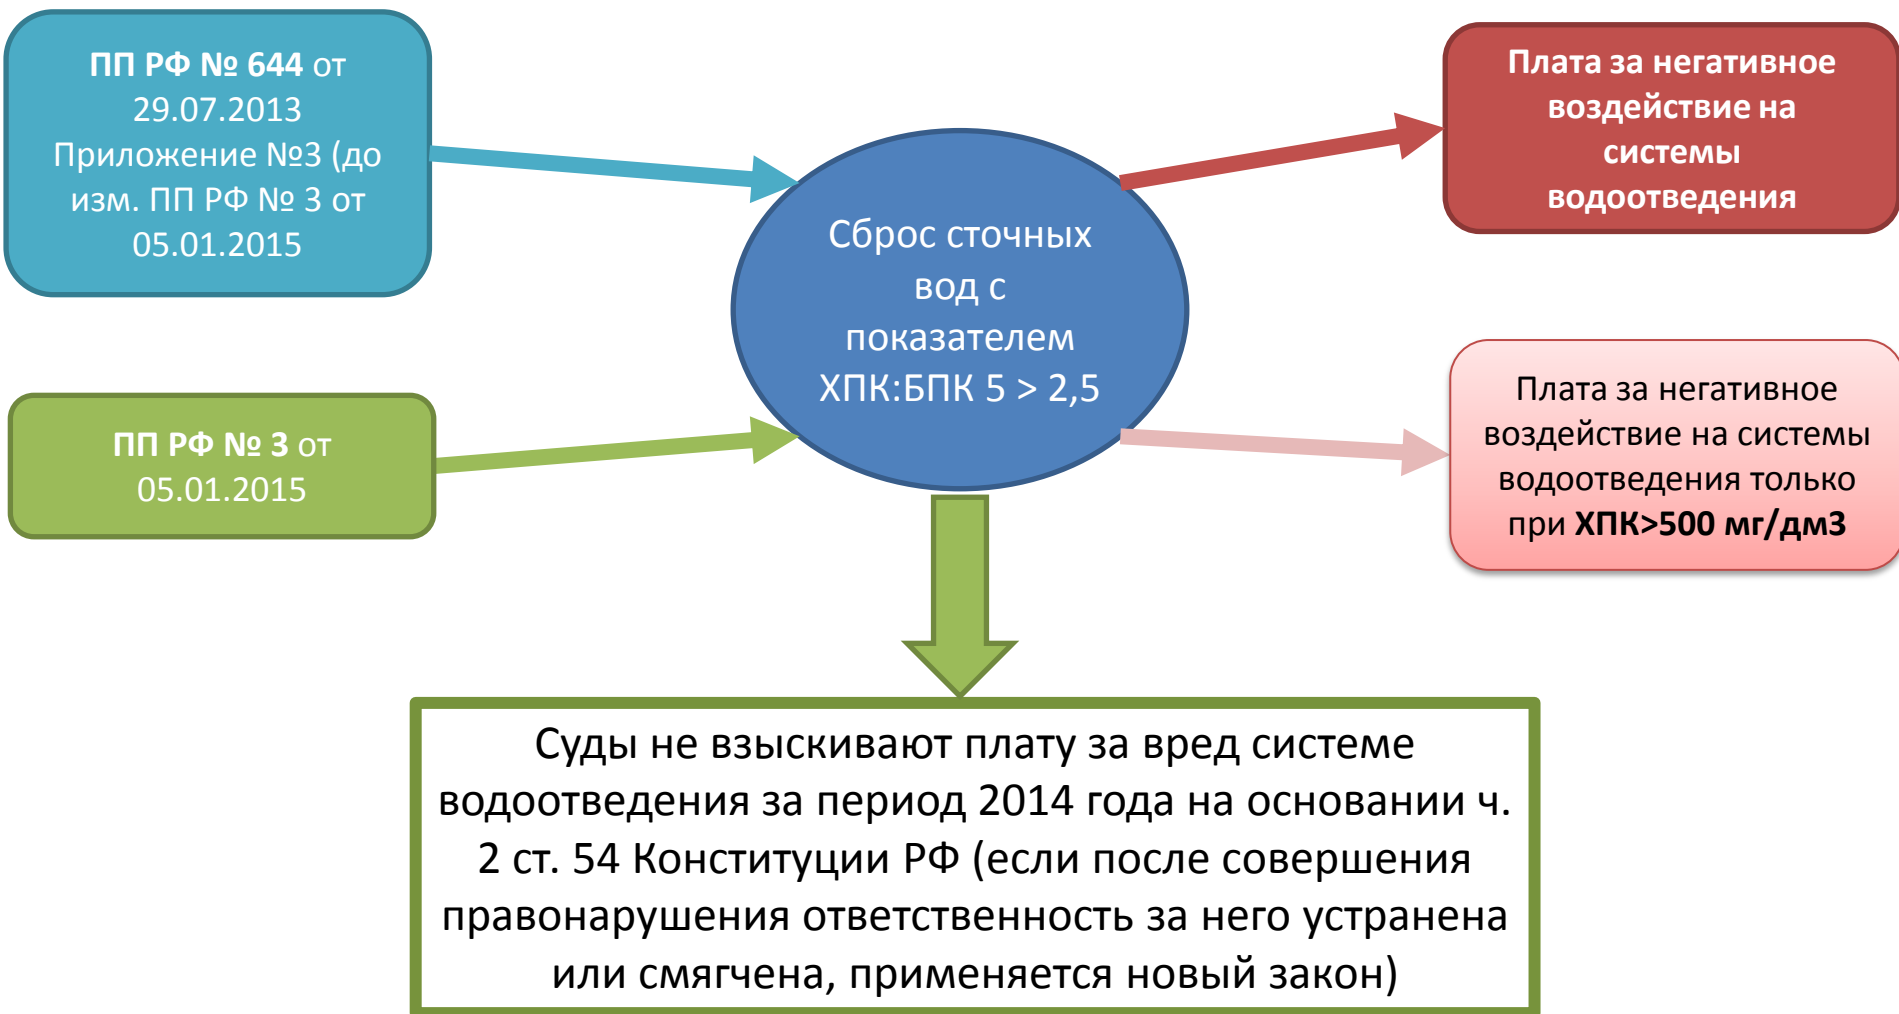 ПП РФ № 644 от
29.07.2013
Приложение №3 (до
изм. ПП РФ № 3 от
05.01.2015
Плата за негативное
воздействие на
системы
водоотведения
Сброс сточных
вод с
показателем
ХПК:БПК 5 > 2,5
ПП РФ № 3 от
05.01.2015
Плата за негативное
воздействие на системы
водоотведения только
при ХПК>500 мг/дм3
Суды не взыскивают плату за вред системе
водоотведения за период 2014 года на основании ч.
2 ст. 54 Конституции РФ (если после совершения
правонарушения ответственность за него устранена
или смягчена, применяется новый закон)